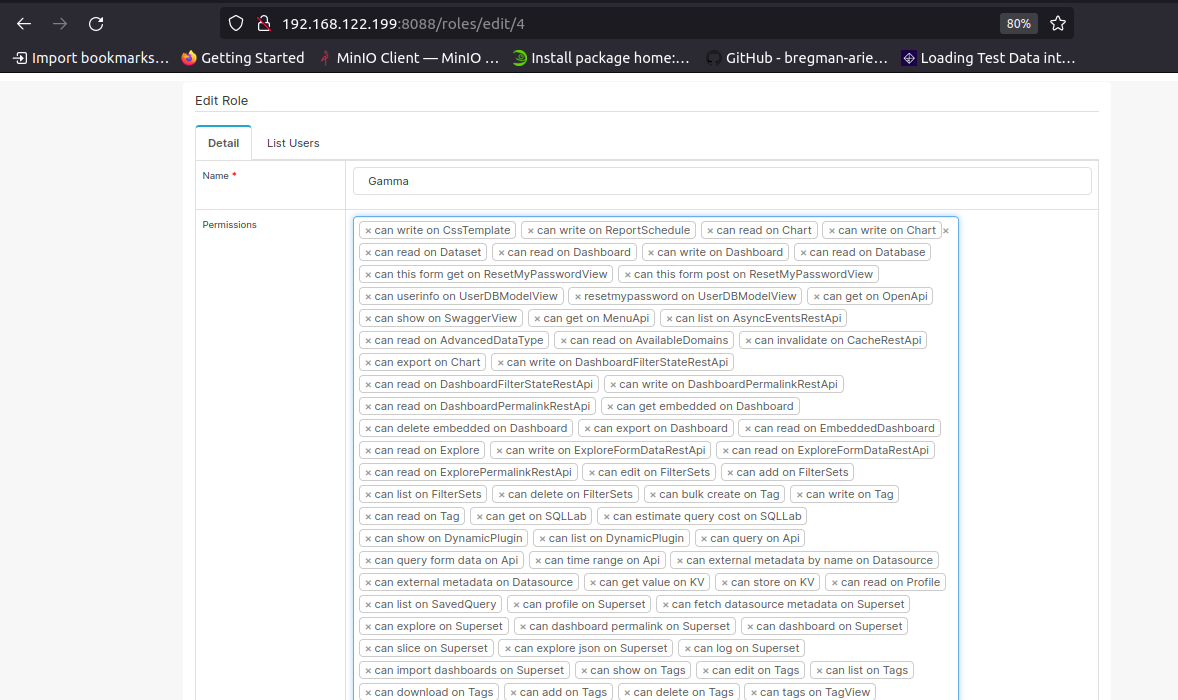 192.168.122.199:8088/roles/edit/4
80%
Import bookmarks...
Getting Started
MinIO Client — MinIO ...
Install package home:...
GitHub - bregman-arie...
Loading Test Data int...
Edit Role
Detail
List Users
Name *
Gamma
Permissions
× can write on CssTemplate × can write on ReportSchedule × can read on Chart × can write on Chart ×
× can read on Dataset × can read on Dashboard × can write on Dashboard × can read on Database
× can this form get on ResetMyPasswordView × can this form post on ResetMyPasswordView
× can userinfo on UserDBModelView × resetmypassword on UserDBModelView × can get on OpenApi
× can show on SwaggerView × can get on MenuApi × can list on AsyncEventsRestApi
× can read on AdvancedDataType × can read on AvailableDomains × can invalidate on CacheRestApi
× can export on Chart × can write on DashboardFilterStateRestApi
× can read on DashboardFilterStateRestApi × can write on DashboardPermalinkRestApi
× can read on DashboardPermalinkRestApi × can get embedded on Dashboard
× can delete embedded on Dashboard × can export on Dashboard × can read on EmbeddedDashboard
× can read on Explore × can write on ExploreFormDataRestApi × can read on ExploreFormDataRestApi
× can read on ExplorePermalinkRestApi × can edit on FilterSets × can add on FilterSets
× can list on FilterSets × can delete on FilterSets × can bulk create on Tag × can write on Tag
× can read on Tag × can get on SQLLab × can estimate query cost on SQLLab
× can show on DynamicPlugin × can list on DynamicPlugin × can query on Api
× can query form data on Api × can time range on Api × can external metadata by name on Datasource
× can external metadata on Datasource × can get value on KV × can store on KV × can read on Profile
× can list on SavedQuery × can profile on Superset × can fetch datasource metadata on Superset
× can explore on Superset × can dashboard permalink on Superset × can dashboard on Superset
× can slice on Superset × can explore json on Superset × can log on Superset
× can import dashboards on Superset × can show on Tags × can edit on Tags × can list on Tags
× can download on Tags × can add on Tags × can delete on Tags × can tags on TagView